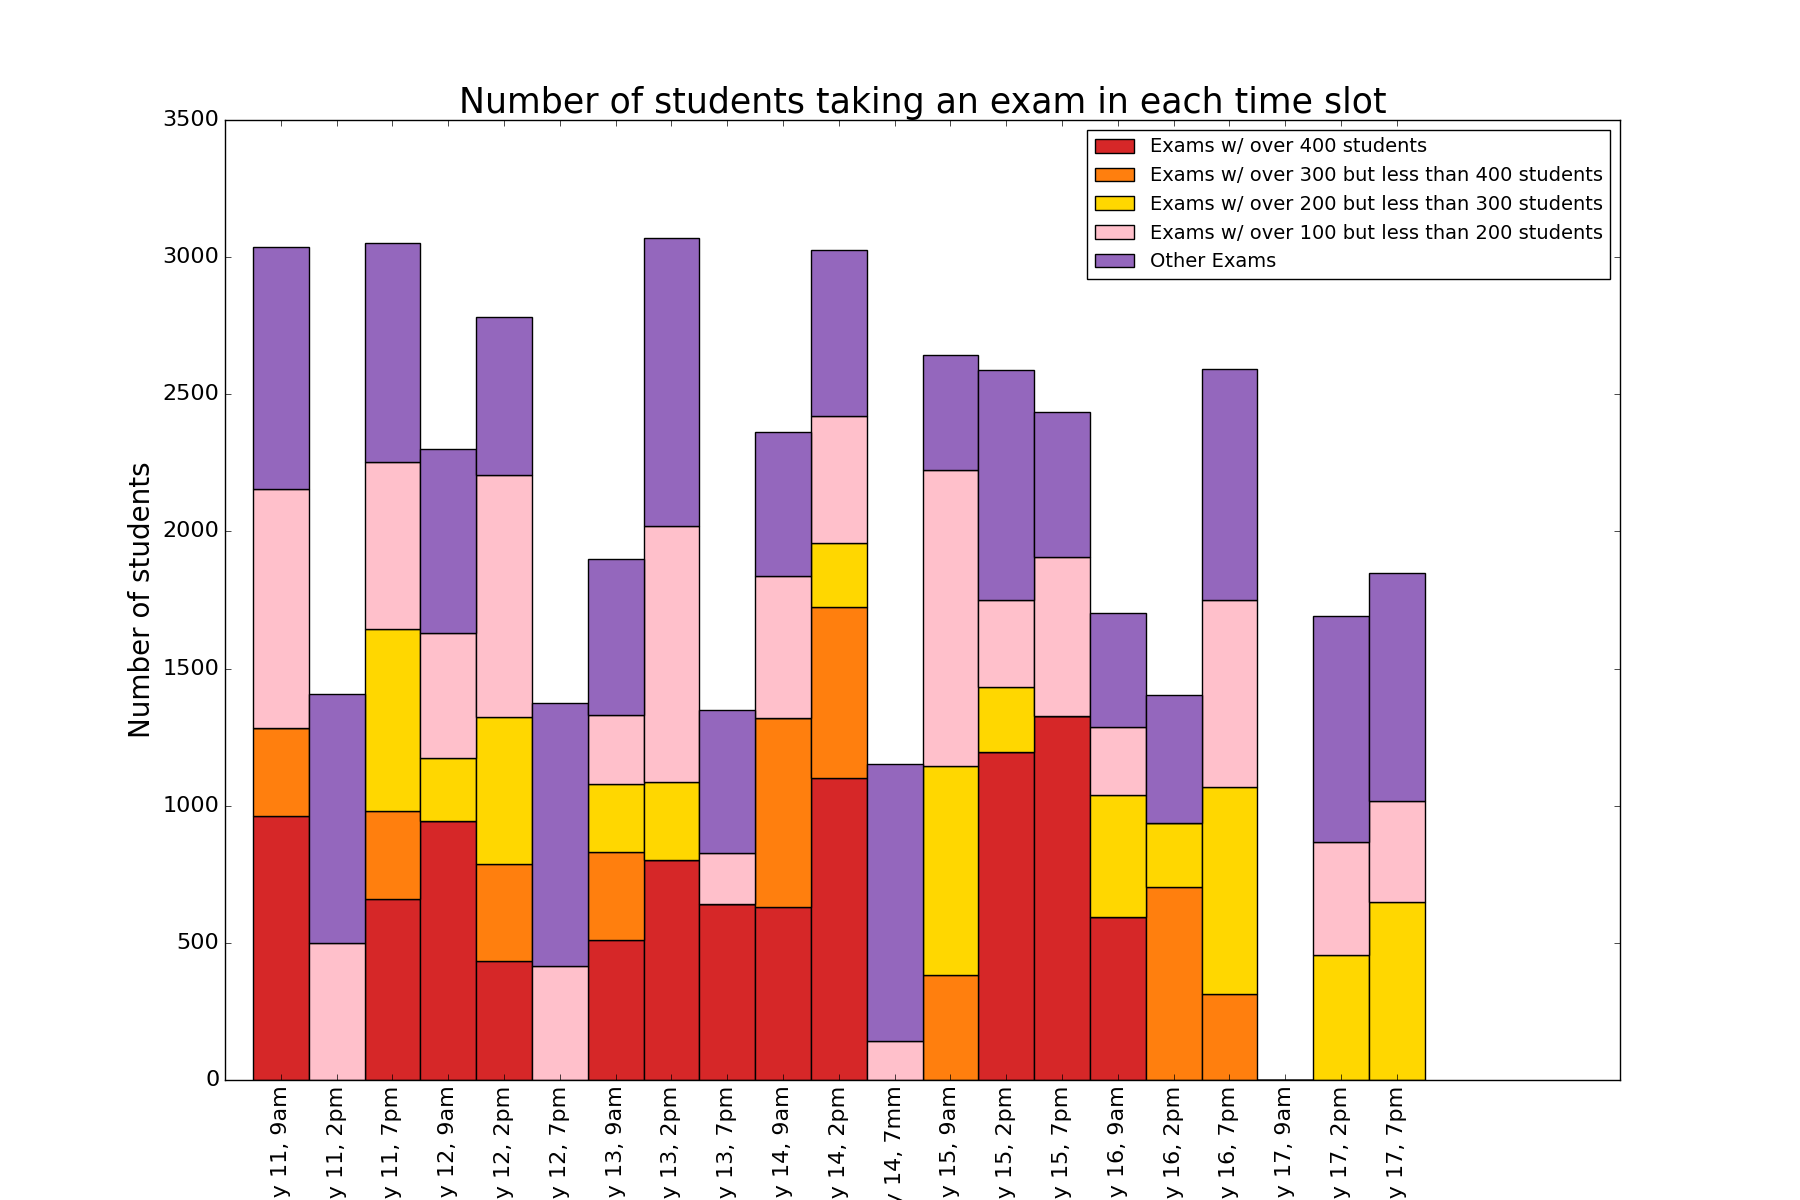 Number of students taking an exam in each time slot
Exams w/ over 400 students
Exams w/ over 300 but less than 400 students
Exams w/ over 200 but less than 300 students
Exams w/ over 100 but less than 200 students
Other Exams
Number of students
3500
3000
2500
2000
1500
1000
500
0
y 11, 9am
y 11, 2pm
y 11, 7pm
y 12, 9am
y 12, 2pm
y 12, 7pm
y 13, 9am
y 13, 2pm
y 13, 7pm
y 14, 9am
y 14, 2pm
y 14, 7mm
y 15, 9am
y 15, 2pm
y 15, 7pm
y 16, 9am
y 16, 2pm
y 16, 7pm
y 17, 9am
y 17, 2pm
y 17, 7pm